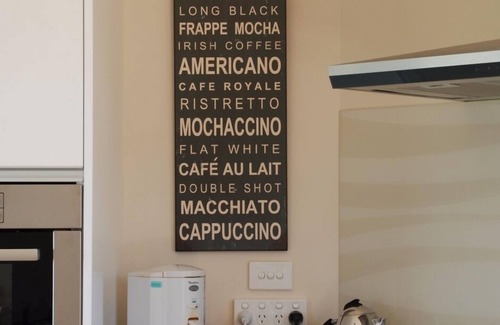 LONG BLACK
FRAPPE MOCHA
IRISH COFFEE
AMERICANO
CAFE ROYALE
RISTRETTO
MOCHACCINO
FLAT WHITE
CAFÉ AU LAIT
DOUBLE SHOT
MACCHIATO
CAPPUCCINO